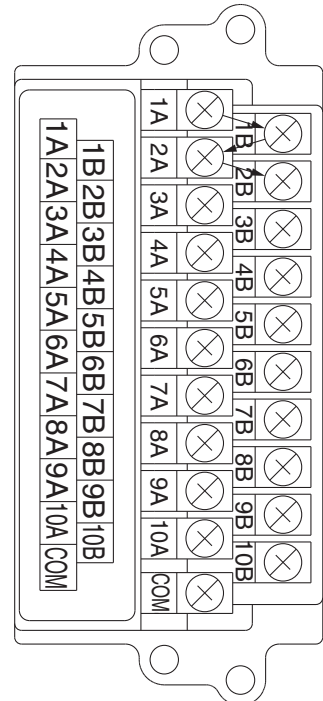 1A 2A 3A 4A 5A 6A 7A 8A 9A 10A COM
1B 2B 3B 4B 5B 6B 7B 8B 9B 10B
1A
1B
2A
2B
3A
3B
4A
4B
5A
5B
6A
6B
7A
7B
8A
8B
9A
9B
10A
10B
COM